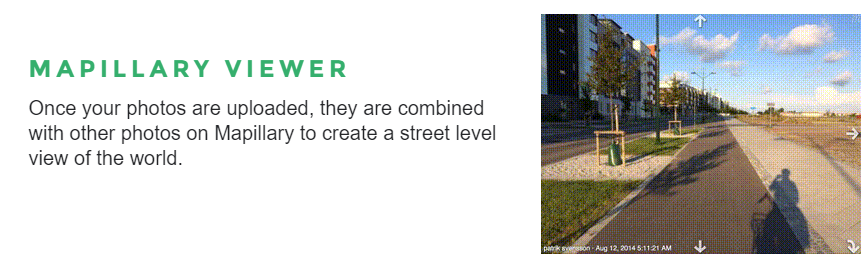 MAPILLARY VIEWER
Once your photos are uploaded, they are combined
with other photos on Mapillary to create a street level
view of the world.
patrik svensson - Aug 12, 2014 5:11:21 AM